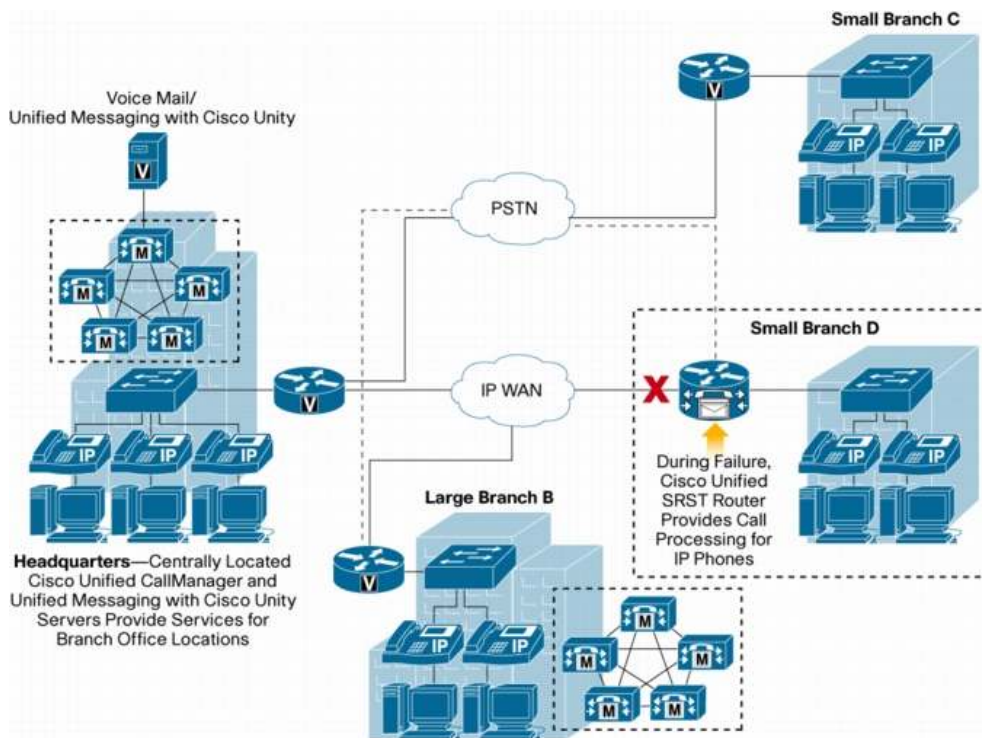 Small Branch C
Voice Mail/
Unified Messaging with Cisco Unity
V
V
PSTN
IP
IP
M
M
M
M
M
Small Branch D
IP WAN
X
V
IP
IP
IP
IP
IP
During Failure,
Cisco Unified
SRST Router
Provides Call
Processing for
IP Phones
Headquarters—Centrally Located
Cisco Unified CallManager and
Unified Messaging with Cisco Unity
Servers Provide Services for
Branch Office Locations
Large Branch B
V
IP
IP
M
M
M
M
M